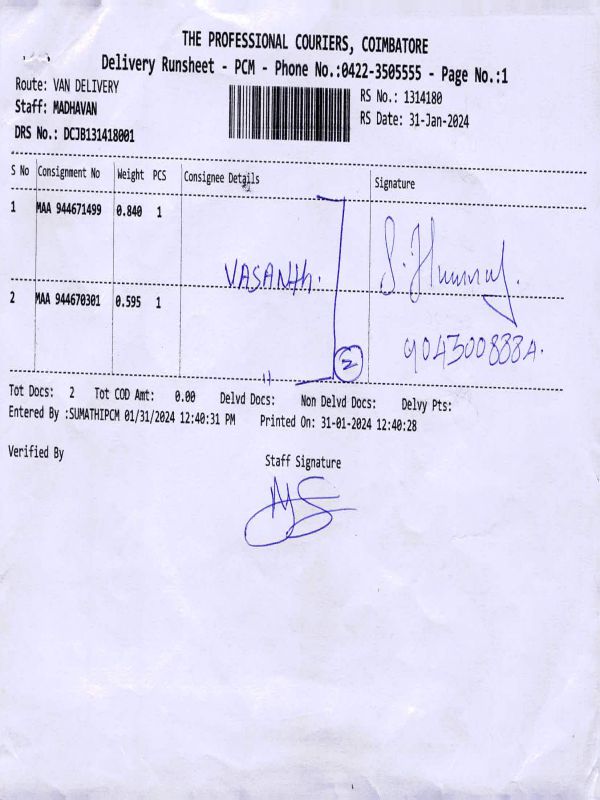 THE PROFESSIONAL COURIERS, COIMBATORE
Delivery Runsheet - PCM - Phone No.:0422-3505555 - Page No.:1
Route: VAN DELIVERY
Staff: MADHAVAN
DRS No.: DCJB131418001
RS No.: 1314180
RS Date: 31-Jan-2024
S No Consignment No Weight PCS Consignee Details Signature
1 MAA 944671499 0.840 1
VASANTH.
2 MAA 944670301 0.595 1
2
Tot Docs: 2 Tot COD Amt: 0.00 Delvd Docs: Non Delvd Docs: Delvy Pts:
Entered By :SUMATHIPCM 01/31/2024 12:40:31 PM Printed On: 31-01-2024 12:40:28
Verified By
Staff Signature